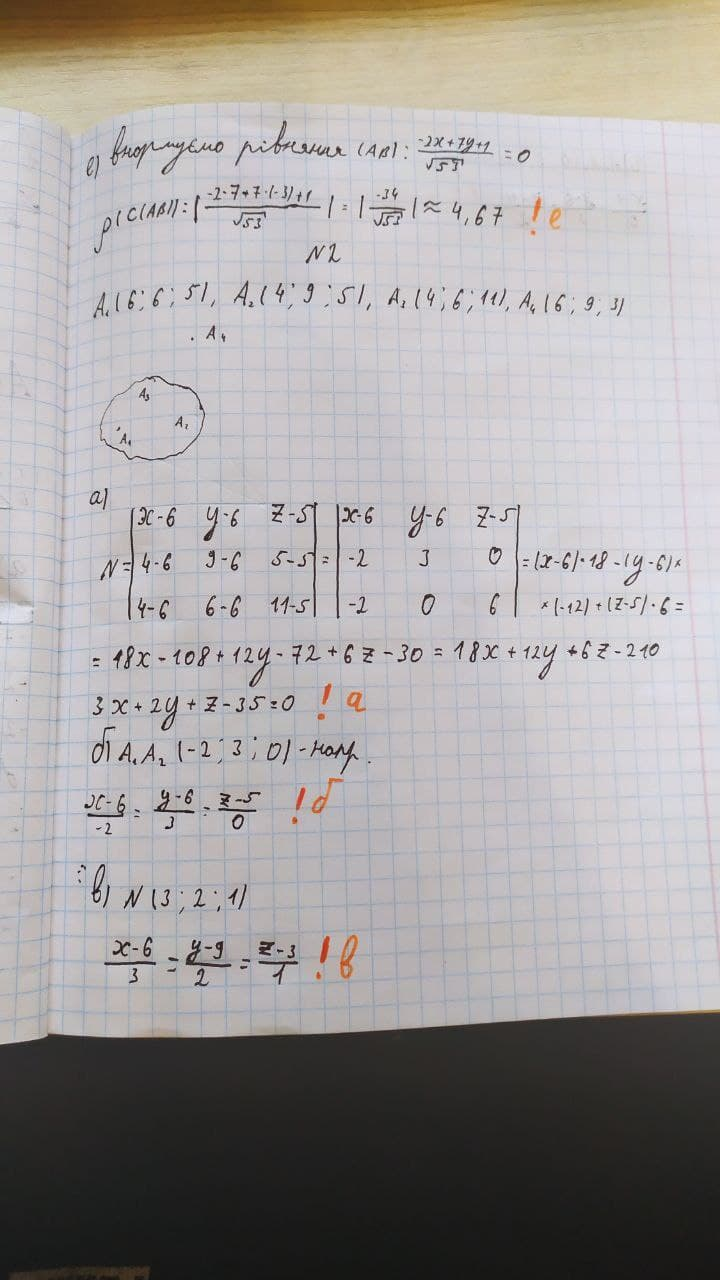 е) Внормуємо рівняння (AB): (-2x+7y+1)/√53 = 0
ρ(C(AB)): |(-2·7+7·(-3)+1)/√53| = |-34/√53| ≈ 4,67 ! е
N2
A₁(6; 6; 5), A₂(4; 9; 5), A₃(4; 6; 11), A₄(6; 9; 3)
. A₄
A₃
A₂
A₁
а)
N = |x-6 y-6 z-5| = |x-6 y-6 z-5|
|4-6 9-6 5-5| |-2 3 0| = (x-6)·18 - (y-6)×
|4-6 6-6 11-5| |-2 0 6| ×(-12) + (z-5)·6 =
= 18x - 108 + 12y - 72 + 6z - 30 = 18x + 12y + 6z - 210
3x + 2y + z - 35 = 0 ! а
б) A₁A₂ (-2; 3; 0) - напр.
(x-6)/-2 = (y-6)/3 = (z-5)/0 ! б
в) N (3; 2; 1)
(x-6)/3 = (y-9)/2 = (z-3)/1 ! в